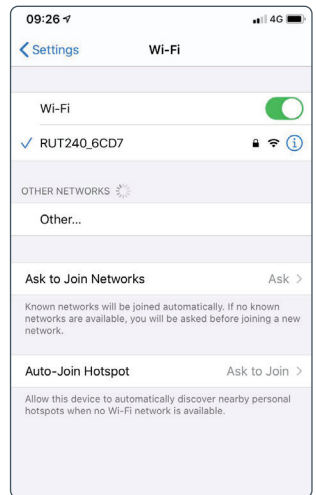 09:26 4G
Settings Wi-Fi
Wi-Fi
RUT240_6CD7
OTHER NETWORKS
Other...
Ask to Join Networks Ask
Known networks will be joined automatically. If no known
networks are available, you will be asked before joining a new
network.
Auto-Join Hotspot Ask to Join
Allow this device to automatically discover nearby personal
hotspots when no Wi-Fi network is available.